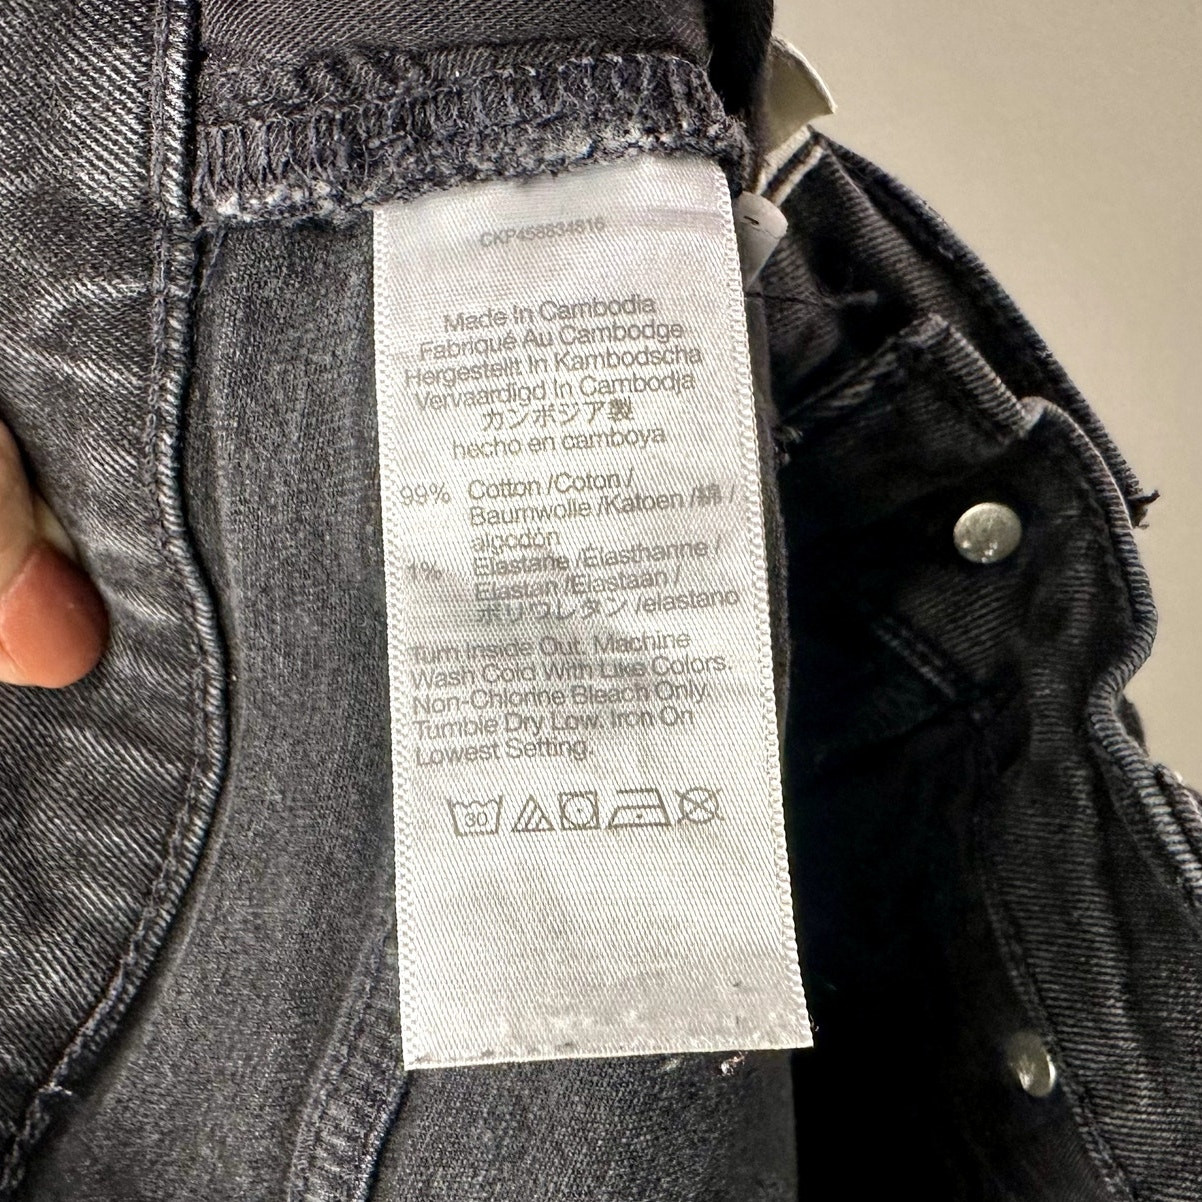 CKP458834816
Made In Cambodia
Fabriqué Au Cambodge
Hergestellt In Kambodscha
Vervaardigd In Cambodja
カンボジア製
hecho en camboya
99% Cotton /Coton /
Baumwolle /Katoen /綿 /
algodón
1% Elastane /Elasthanne /
Elastan /Elastaan /
ポリウレタン /elastano
Turn Inside Out. Machine
Wash Cold With Like Colors.
Non-Chlorine Bleach Only.
Tumble Dry Low. Iron On
Lowest Setting.
30